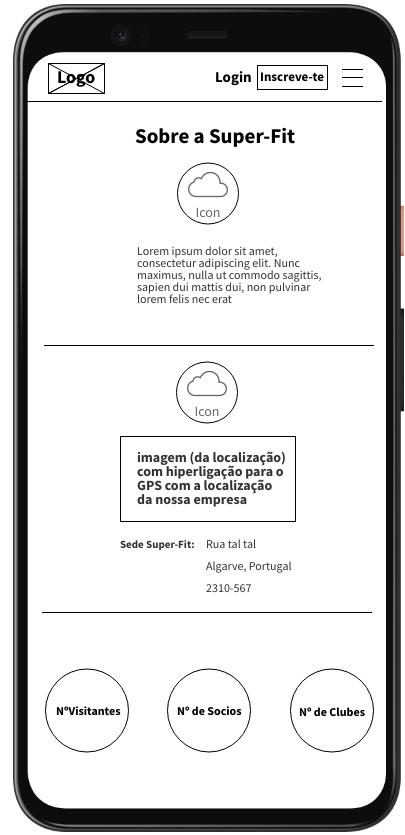 Logo
Login
Inscreve-te
Sobre a Super-Fit
Icon
Lorem ipsum dolor sit amet,
consectetur adipiscing elit. Nunc
maximus, nulla ut commodo sagittis,
sapien dui mattis dui, non pulvinar
lorem felis nec erat
Icon
imagem (da localização)
com hiperligação para o
GPS com a localização
da nossa empresa
Sede Super-Fit: Rua tal tal
Algarve, Portugal
2310-567
NºVisitantes
Nº de Socios
Nº de Clubes